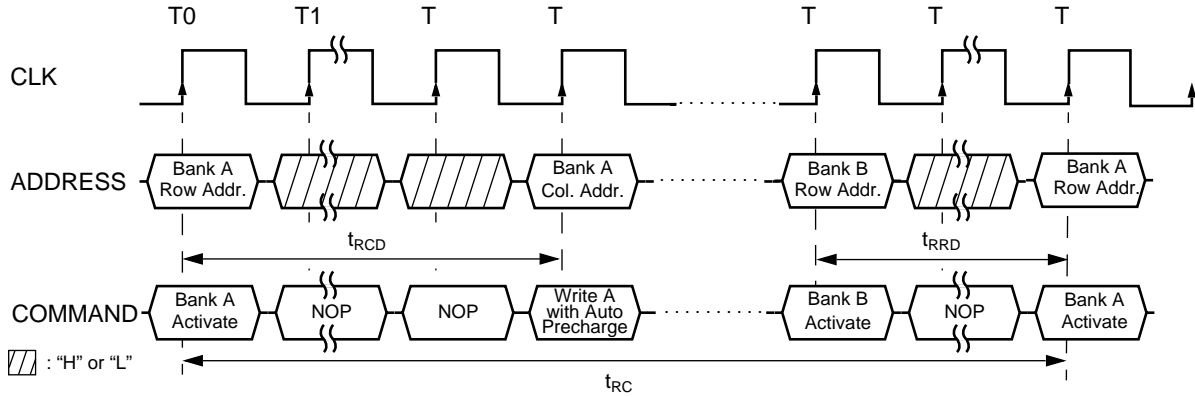 T0 T1 T T T T T
CLK
ADDRESS
Bank A
Row Addr.
Bank A
Col. Addr.
Bank B
Row Addr.
Bank A
Row Addr.
tRCD
tRRD
COMMAND
Bank A
Activate
NOP
NOP
Write A
with Auto
Precharge
Bank B
Activate
NOP
Bank A
Activate
: “H” or “L”
tRC